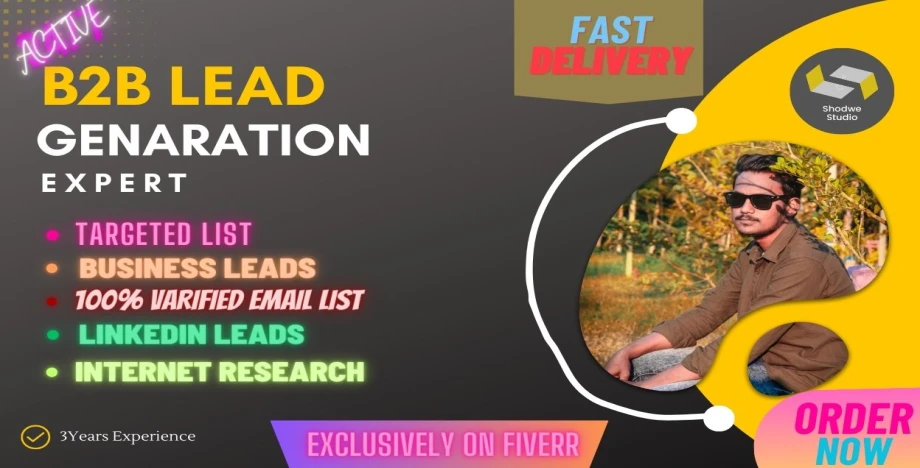 ACTIVE
FAST
DELIVERY
B2B LEAD
GENARATION
EXPERT
Shodwe
Studio
TARGETED LIST
BUSINESS LEADS
100% VARIFIED EMAIL LIST
LINKEDIN LEADS
INTERNET RESEARCH
3Years Experience
EXCLUSIVELY ON FIVERR
ORDER
NOW